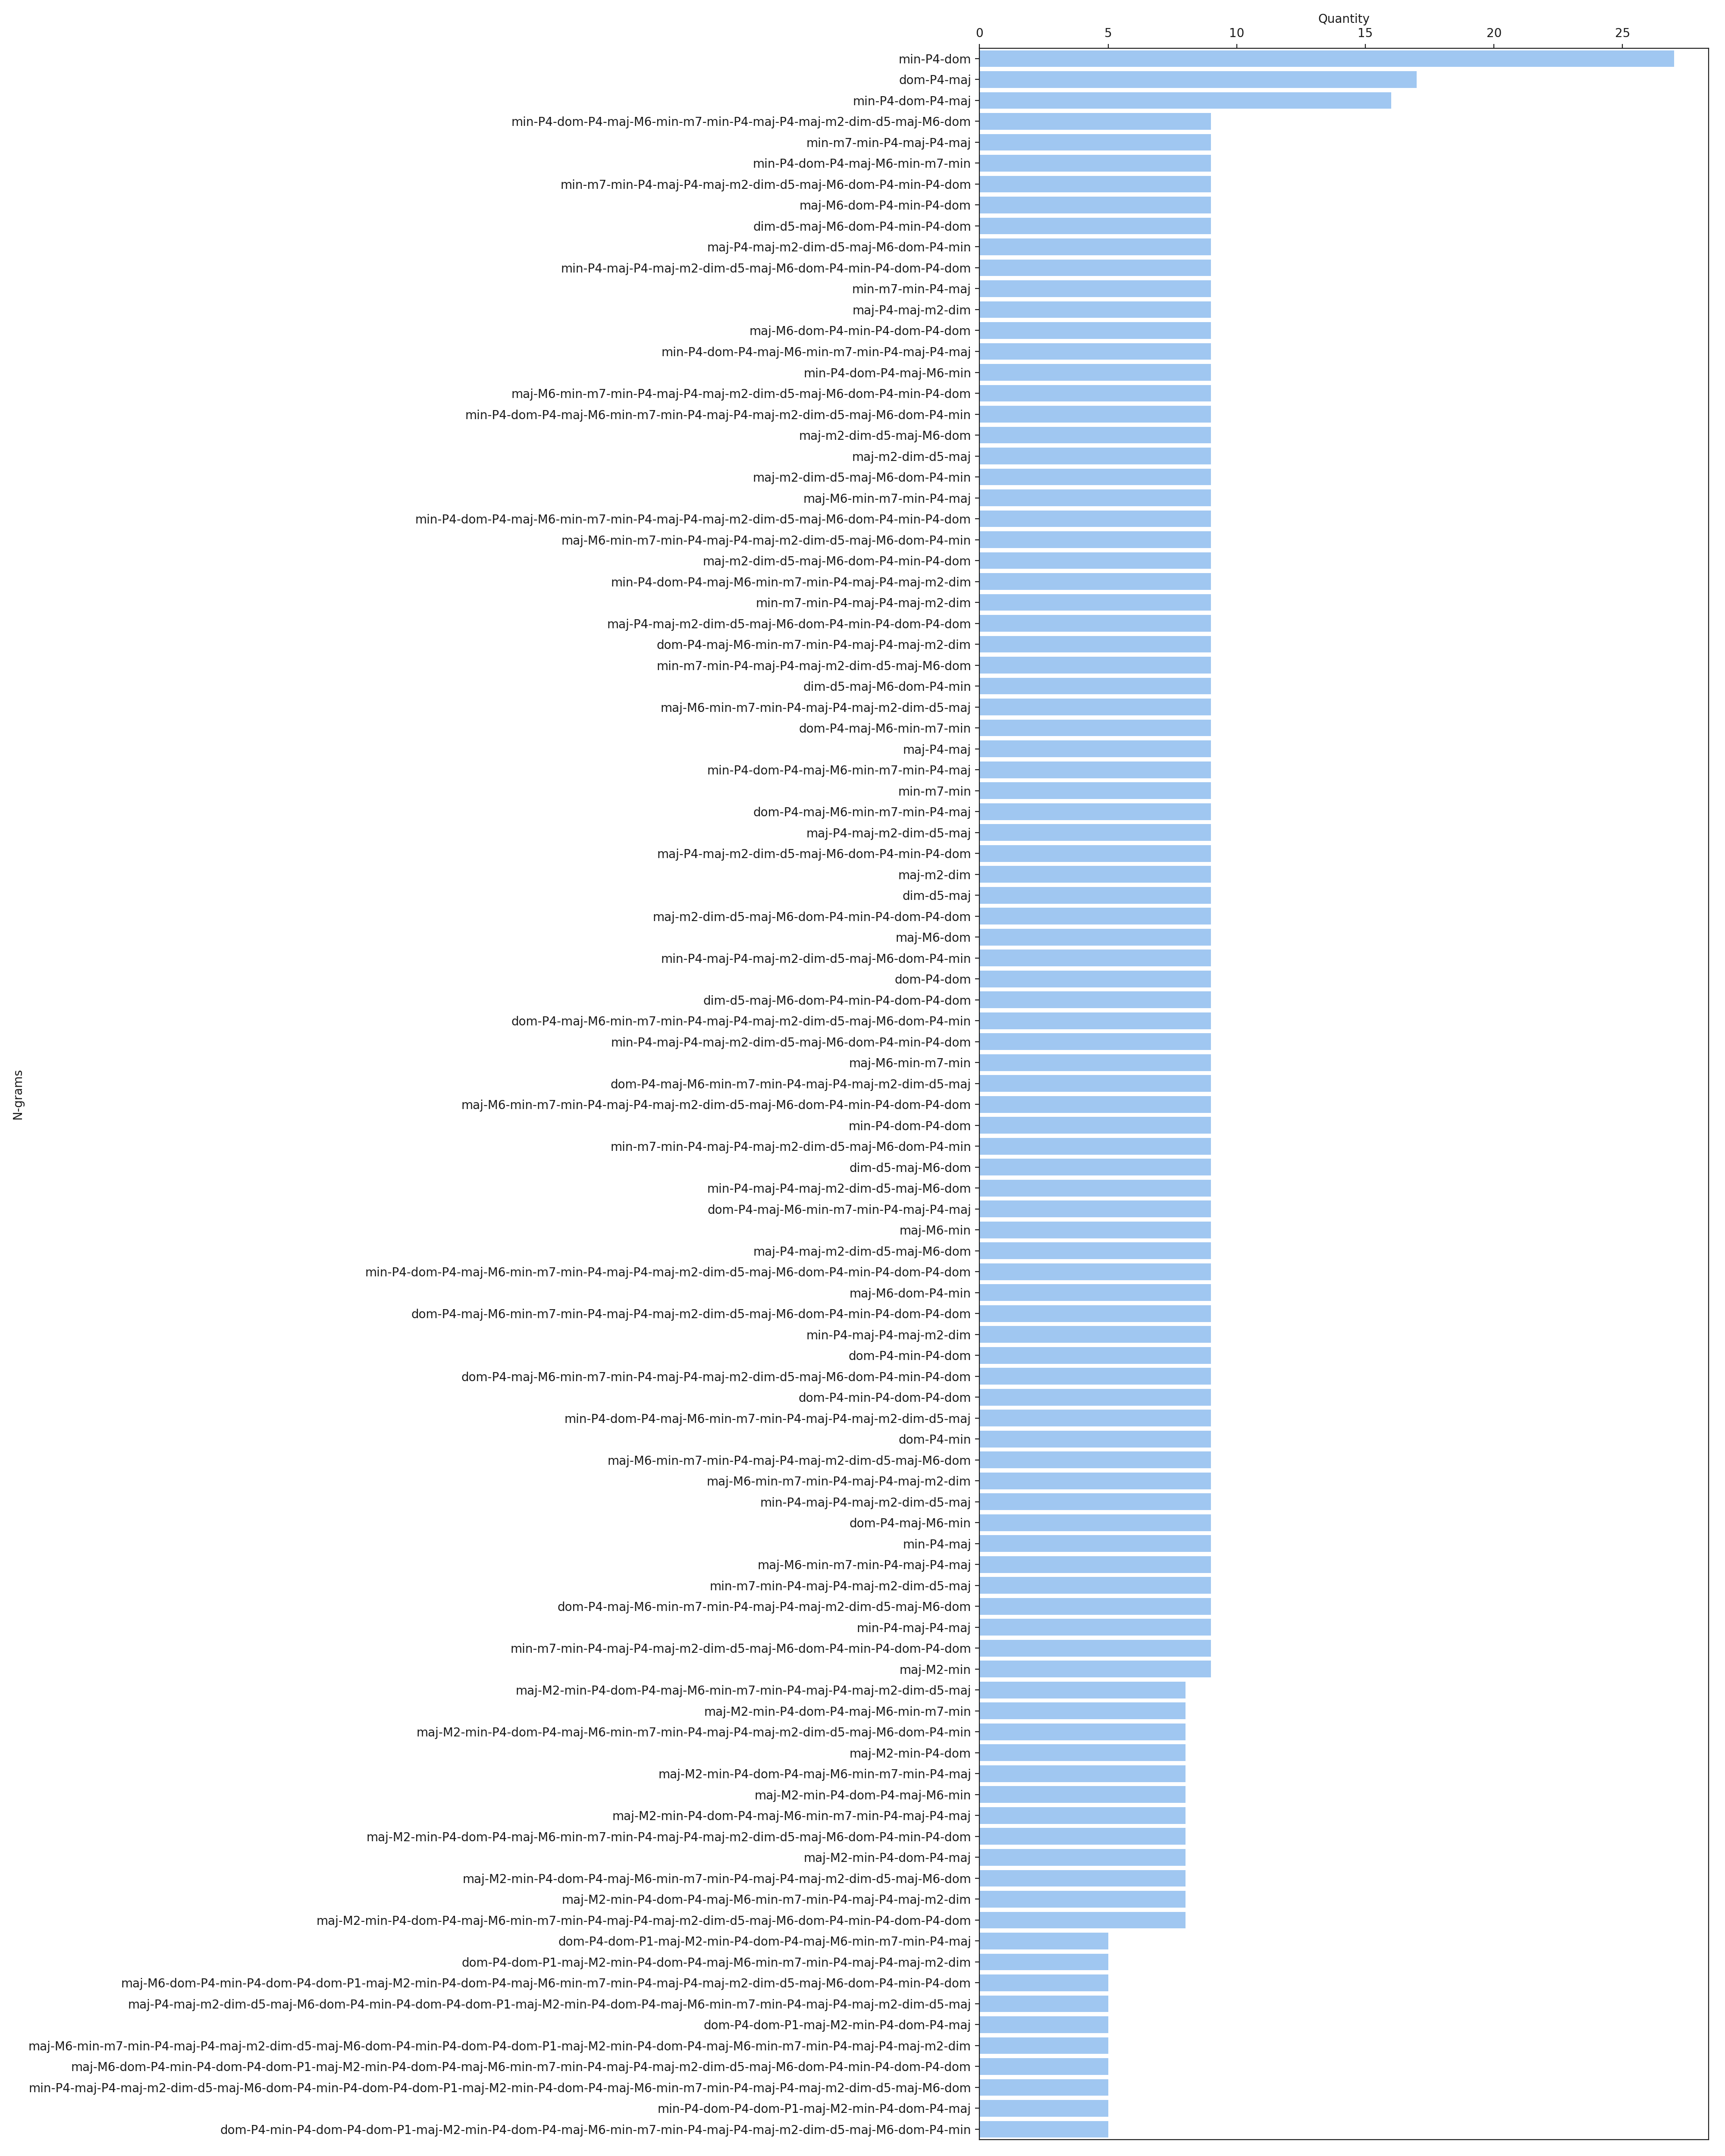 Quantity
0 5 10 15 20 25
min-P4-dom
dom-P4-maj
min-P4-dom-P4-maj
min-P4-dom-P4-maj-M6-min-m7-min-P4-maj-P4-maj-m2-dim-d5-maj-M6-dom
min-m7-min-P4-maj-P4-maj
min-P4-dom-P4-maj-M6-min-m7-min
min-m7-min-P4-maj-P4-maj-m2-dim-d5-maj-M6-dom-P4-min-P4-dom
maj-M6-dom-P4-min-P4-dom
dim-d5-maj-M6-dom-P4-min-P4-dom
maj-P4-maj-m2-dim-d5-maj-M6-dom-P4-min
min-P4-maj-P4-maj-m2-dim-d5-maj-M6-dom-P4-min-P4-dom-P4-dom
min-m7-min-P4-maj
maj-P4-maj-m2-dim
maj-M6-dom-P4-min-P4-dom-P4-dom
min-P4-dom-P4-maj-M6-min-m7-min-P4-maj-P4-maj
min-P4-dom-P4-maj-M6-min
maj-M6-min-m7-min-P4-maj-P4-maj-m2-dim-d5-maj-M6-dom-P4-min-P4-dom
min-P4-dom-P4-maj-M6-min-m7-min-P4-maj-P4-maj-m2-dim-d5-maj-M6-dom-P4-min
maj-m2-dim-d5-maj-M6-dom
maj-m2-dim-d5-maj
maj-m2-dim-d5-maj-M6-dom-P4-min
maj-M6-min-m7-min-P4-maj
min-P4-dom-P4-maj-M6-min-m7-min-P4-maj-P4-maj-m2-dim-d5-maj-M6-dom-P4-min-P4-dom
maj-M6-min-m7-min-P4-maj-P4-maj-m2-dim-d5-maj-M6-dom-P4-min
maj-m2-dim-d5-maj-M6-dom-P4-min-P4-dom
min-P4-dom-P4-maj-M6-min-m7-min-P4-maj-P4-maj-m2-dim
min-m7-min-P4-maj-P4-maj-m2-dim
maj-P4-maj-m2-dim-d5-maj-M6-dom-P4-min-P4-dom-P4-dom
dom-P4-maj-M6-min-m7-min-P4-maj-P4-maj-m2-dim
min-m7-min-P4-maj-P4-maj-m2-dim-d5-maj-M6-dom
dim-d5-maj-M6-dom-P4-min
maj-M6-min-m7-min-P4-maj-P4-maj-m2-dim-d5-maj
dom-P4-maj-M6-min-m7-min
maj-P4-maj
min-P4-dom-P4-maj-M6-min-m7-min-P4-maj
min-m7-min
dom-P4-maj-M6-min-m7-min-P4-maj
maj-P4-maj-m2-dim-d5-maj
maj-P4-maj-m2-dim-d5-maj-M6-dom-P4-min-P4-dom
maj-m2-dim
dim-d5-maj
maj-m2-dim-d5-maj-M6-dom-P4-min-P4-dom-P4-dom
maj-M6-dom
min-P4-maj-P4-maj-m2-dim-d5-maj-M6-dom-P4-min
dom-P4-dom
dim-d5-maj-M6-dom-P4-min-P4-dom-P4-dom
dom-P4-maj-M6-min-m7-min-P4-maj-P4-maj-m2-dim-d5-maj-M6-dom-P4-min
min-P4-maj-P4-maj-m2-dim-d5-maj-M6-dom-P4-min-P4-dom
maj-M6-min-m7-min
dom-P4-maj-M6-min-m7-min-P4-maj-P4-maj-m2-dim-d5-maj
maj-M6-min-m7-min-P4-maj-P4-maj-m2-dim-d5-maj-M6-dom-P4-min-P4-dom-P4-dom
min-P4-dom-P4-dom
min-m7-min-P4-maj-P4-maj-m2-dim-d5-maj-M6-dom-P4-min
dim-d5-maj-M6-dom
min-P4-maj-P4-maj-m2-dim-d5-maj-M6-dom
dom-P4-maj-M6-min-m7-min-P4-maj-P4-maj
maj-M6-min
maj-P4-maj-m2-dim-d5-maj-M6-dom
min-P4-dom-P4-maj-M6-min-m7-min-P4-maj-P4-maj-m2-dim-d5-maj-M6-dom-P4-min-P4-dom-P4-dom
maj-M6-dom-P4-min
dom-P4-maj-M6-min-m7-min-P4-maj-P4-maj-m2-dim-d5-maj-M6-dom-P4-min-P4-dom-P4-dom
min-P4-maj-P4-maj-m2-dim
dom-P4-min-P4-dom
dom-P4-maj-M6-min-m7-min-P4-maj-P4-maj-m2-dim-d5-maj-M6-dom-P4-min-P4-dom
dom-P4-min-P4-dom-P4-dom
min-P4-dom-P4-maj-M6-min-m7-min-P4-maj-P4-maj-m2-dim-d5-maj
dom-P4-min
maj-M6-min-m7-min-P4-maj-P4-maj-m2-dim-d5-maj-M6-dom
maj-M6-min-m7-min-P4-maj-P4-maj-m2-dim
min-P4-maj-P4-maj-m2-dim-d5-maj
dom-P4-maj-M6-min
min-P4-maj
maj-M6-min-m7-min-P4-maj-P4-maj
min-m7-min-P4-maj-P4-maj-m2-dim-d5-maj
dom-P4-maj-M6-min-m7-min-P4-maj-P4-maj-m2-dim-d5-maj-M6-dom
min-P4-maj-P4-maj
min-m7-min-P4-maj-P4-maj-m2-dim-d5-maj-M6-dom-P4-min-P4-dom-P4-dom
maj-M2-min
maj-M2-min-P4-dom-P4-maj-M6-min-m7-min-P4-maj-P4-maj-m2-dim-d5-maj
maj-M2-min-P4-dom-P4-maj-M6-min-m7-min
maj-M2-min-P4-dom-P4-maj-M6-min-m7-min-P4-maj-P4-maj-m2-dim-d5-maj-M6-dom-P4-min
maj-M2-min-P4-dom
maj-M2-min-P4-dom-P4-maj-M6-min-m7-min-P4-maj
maj-M2-min-P4-dom-P4-maj-M6-min
maj-M2-min-P4-dom-P4-maj-M6-min-m7-min-P4-maj-P4-maj
maj-M2-min-P4-dom-P4-maj-M6-min-m7-min-P4-maj-P4-maj-m2-dim-d5-maj-M6-dom-P4-min-P4-dom
maj-M2-min-P4-dom-P4-maj
maj-M2-min-P4-dom-P4-maj-M6-min-m7-min-P4-maj-P4-maj-m2-dim-d5-maj-M6-dom
maj-M2-min-P4-dom-P4-maj-M6-min-m7-min-P4-maj-P4-maj-m2-dim
maj-M2-min-P4-dom-P4-maj-M6-min-m7-min-P4-maj-P4-maj-m2-dim-d5-maj-M6-dom-P4-min-P4-dom-P4-dom
dom-P4-dom-P1-maj-M2-min-P4-dom-P4-maj-M6-min-m7-min-P4-maj
dom-P4-dom-P1-maj-M2-min-P4-dom-P4-maj-M6-min-m7-min-P4-maj-P4-maj-m2-dim
maj-M6-dom-P4-min-P4-dom-P4-dom-P1-maj-M2-min-P4-dom-P4-maj-M6-min-m7-min-P4-maj-P4-maj-m2-dim-d5-maj-M6-dom-P4-min-P4-dom
maj-P4-maj-m2-dim-d5-maj-M6-dom-P4-min-P4-dom-P4-dom-P1-maj-M2-min-P4-dom-P4-maj-M6-min-m7-min-P4-maj-P4-maj-m2-dim-d5-maj
dom-P4-dom-P1-maj-M2-min-P4-dom-P4-maj
maj-M6-min-m7-min-P4-maj-P4-maj-m2-dim-d5-maj-M6-dom-P4-min-P4-dom-P4-dom-P1-maj-M2-min-P4-dom-P4-maj-M6-min-m7-min-P4-maj-P4-maj-m2-dim
maj-M6-dom-P4-min-P4-dom-P4-dom-P1-maj-M2-min-P4-dom-P4-maj-M6-min-m7-min-P4-maj-P4-maj-m2-dim-d5-maj-M6-dom-P4-min-P4-dom-P4-dom
min-P4-maj-P4-maj-m2-dim-d5-maj-M6-dom-P4-min-P4-dom-P4-dom-P1-maj-M2-min-P4-dom-P4-maj-M6-min-m7-min-P4-maj-P4-maj-m2-dim-d5-maj-M6-dom
min-P4-dom-P4-dom-P1-maj-M2-min-P4-dom-P4-maj
dom-P4-min-P4-dom-P4-dom-P1-maj-M2-min-P4-dom-P4-maj-M6-min-m7-min-P4-maj-P4-maj-m2-dim-d5-maj-M6-dom-P4-min
N-grams